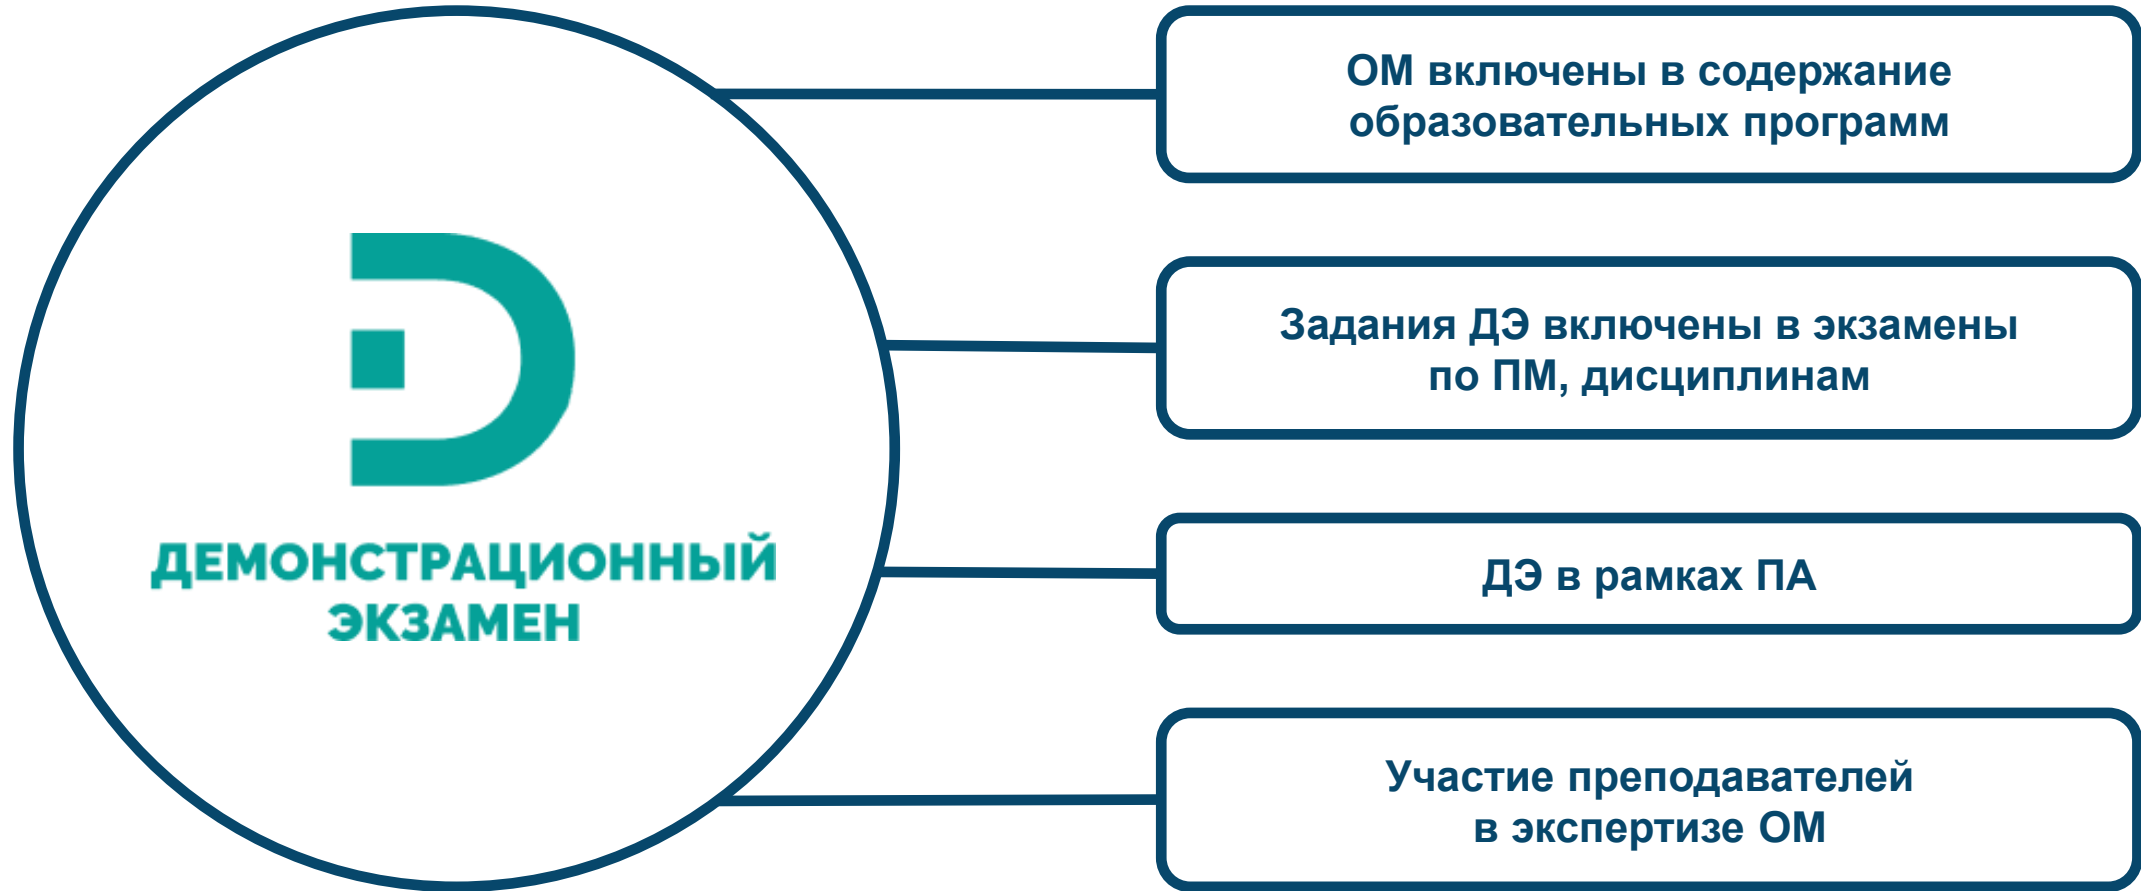 ДЕМОНСТРАЦИОННЫЙ
ЭКЗАМЕН
ОМ включены в содержание
образовательных программ
Задания ДЭ включены в экзамены
по ПМ, дисциплинам
ДЭ в рамках ПА
Участие преподавателей
в экспертизе ОМ